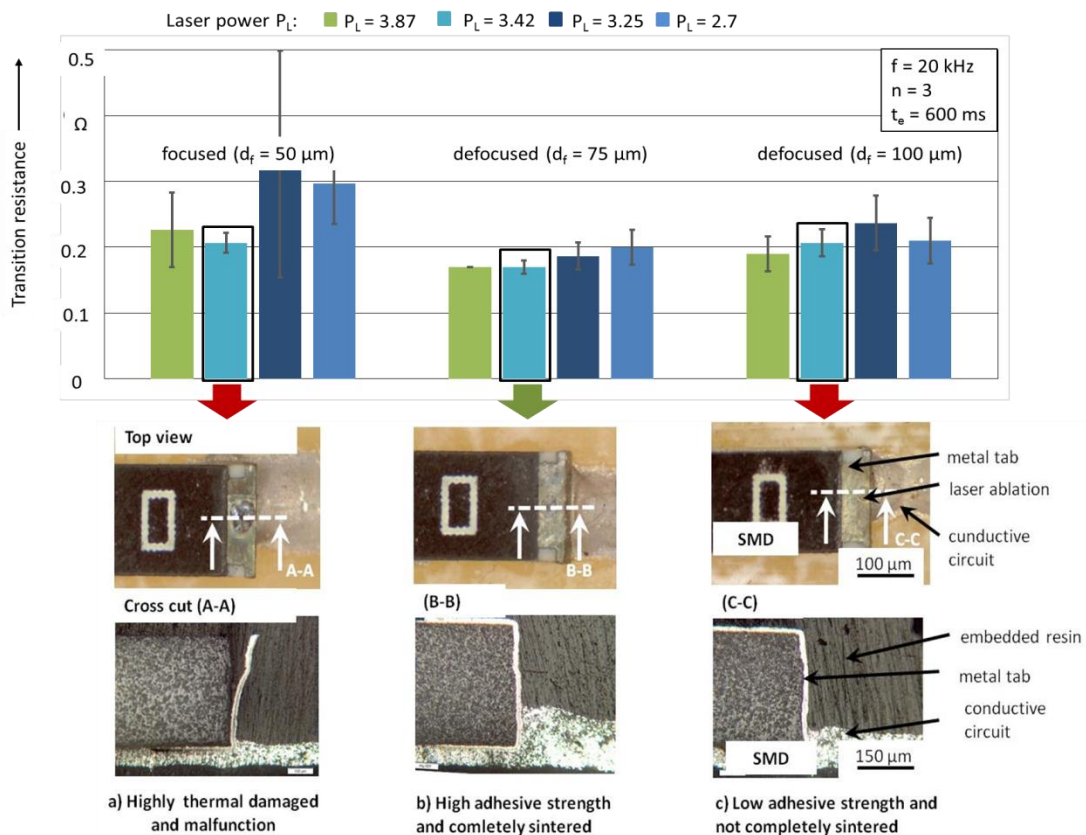 Laser power P_L: P_L = 3.87 P_L = 3.42 P_L = 3.25 P_L = 2.7
Transition resistance
0.5
Ω
0.3
0.2
0.1
0
f = 20 kHz
n = 3
t_e = 600 ms
focused (d_f = 50 µm)
defocused (d_f = 75 µm)
defocused (d_f = 100 µm)
Top view
A-A
B-B
SMD
C-C
100 µm
metal tab
laser ablation
cunductive
circuit
Cross cut (A-A)
(B-B)
(C-C)
embedded resin
metal tab
conductive
circuit
SMD
150 µm
a) Highly thermal damaged
and malfunction
b) High adhesive strength
and comletely sintered
c) Low adhesive strength and
not completely sintered